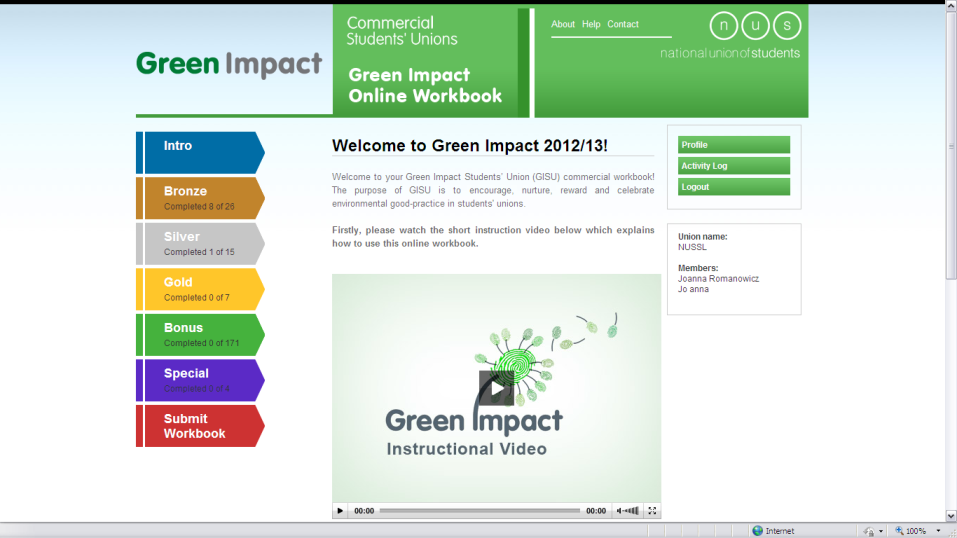 Commercial
Students' Unions
Green Impact
Online Workbook
About Help Contact
nus
national union of students
Green Impact
Intro
Bronze
Completed 8 of 26
Silver
Completed 1 of 15
Gold
Completed 0 of 7
Bonus
Completed 0 of 171
Special
Completed 0 of 4
Submit
Workbook
Welcome to Green Impact 2012/13!
Welcome to your Green Impact Students' Union (GISU) commercial workbook!
The purpose of GISU is to encourage, nurture, reward and celebrate
environmental good-practice in students' unions.
Firstly, please watch the short instruction video below which explains
how to use this online workbook.
Green Impact
Instructional Video
00:00 00:00
Profile
Activity Log
Logout
Union name:
NUSSL
Members:
Joanna Romanowicz
Jo anna
Internet 100%